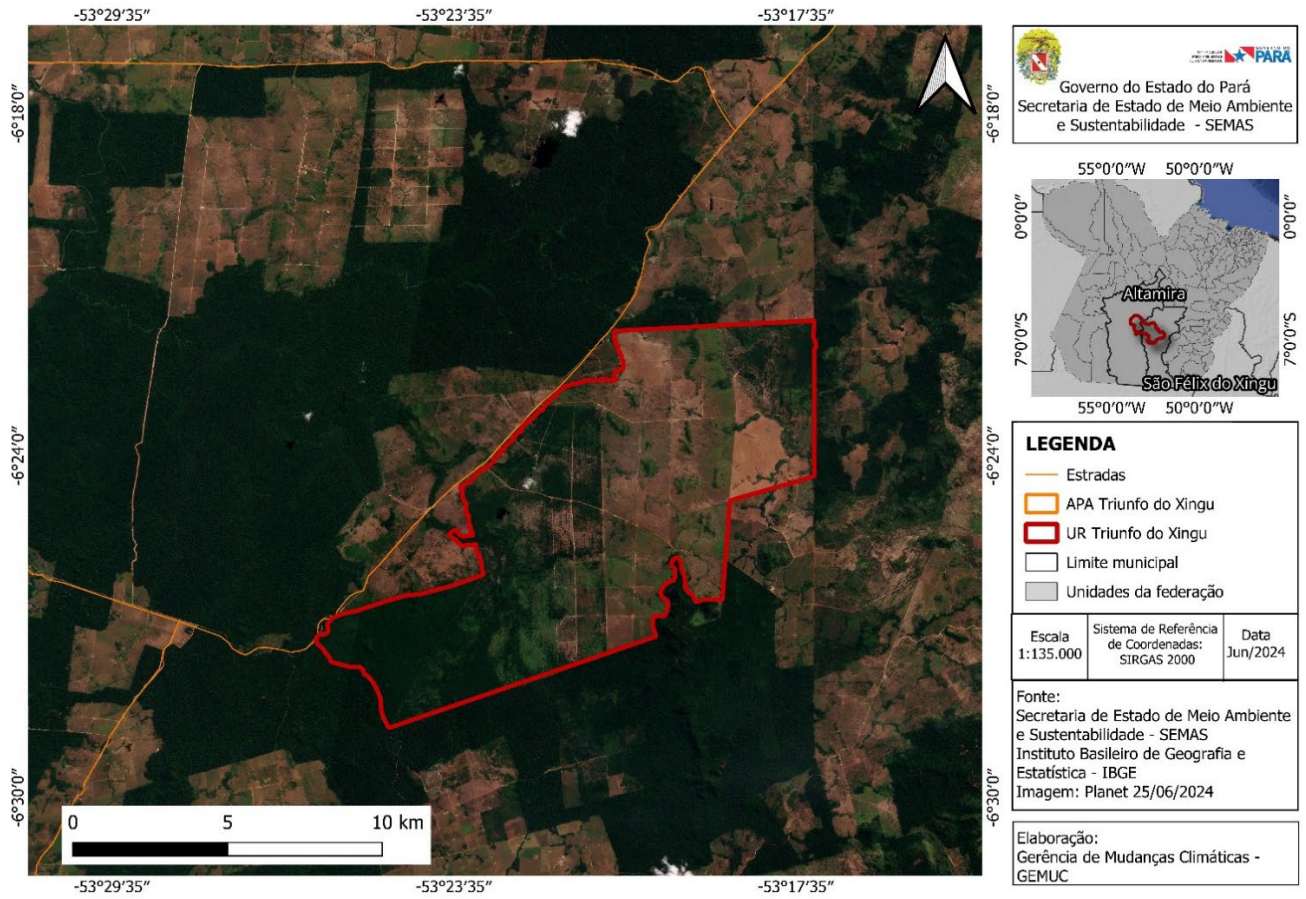 -53°29'35" -53°23'35" -53°17'35"
-6°18'0"
-6°24'0"
-6°30'0"
0 5 10 km
-6°18'0"
-6°24'0"
-6°30'0"
-53°29'35" -53°23'35" -53°17'35"
GOVERNO DO
PARÁ
Governo do Estado do Pará
Secretaria de Estado de Meio Ambiente
e Sustentabilidade - SEMAS
55°0'0"W 50°0'0"W
0°0'0"
7°0'0"S
Altamira
São Félix do Xingu
0°0'0"
7°0'0"S
55°0'0"W 50°0'0"W
LEGENDA
Estradas
APA Triunfo do Xingu
UR Triunfo do Xingu
Limite municipal
Unidades da federação
Escala
1:135.000
Sistema de Referência
de Coordenadas:
SIRGAS 2000
Data
Jun/2024
Fonte:
Secretaria de Estado de Meio Ambiente
e Sustentabilidade - SEMAS
Instituto Basileiro de Geografia e
Estatística - IBGE
Imagem: Planet 25/06/2024
Elaboração:
Gerência de Mudanças Climáticas -
GEMUC